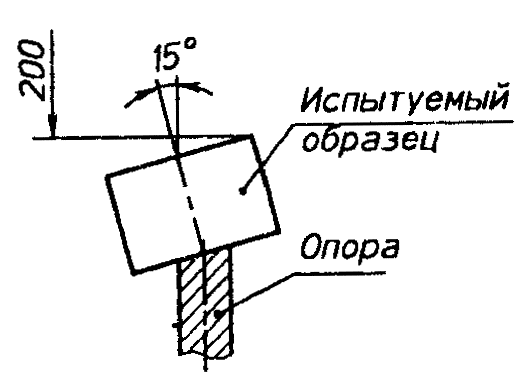 200
15°
Испытуемый
образец
Опора